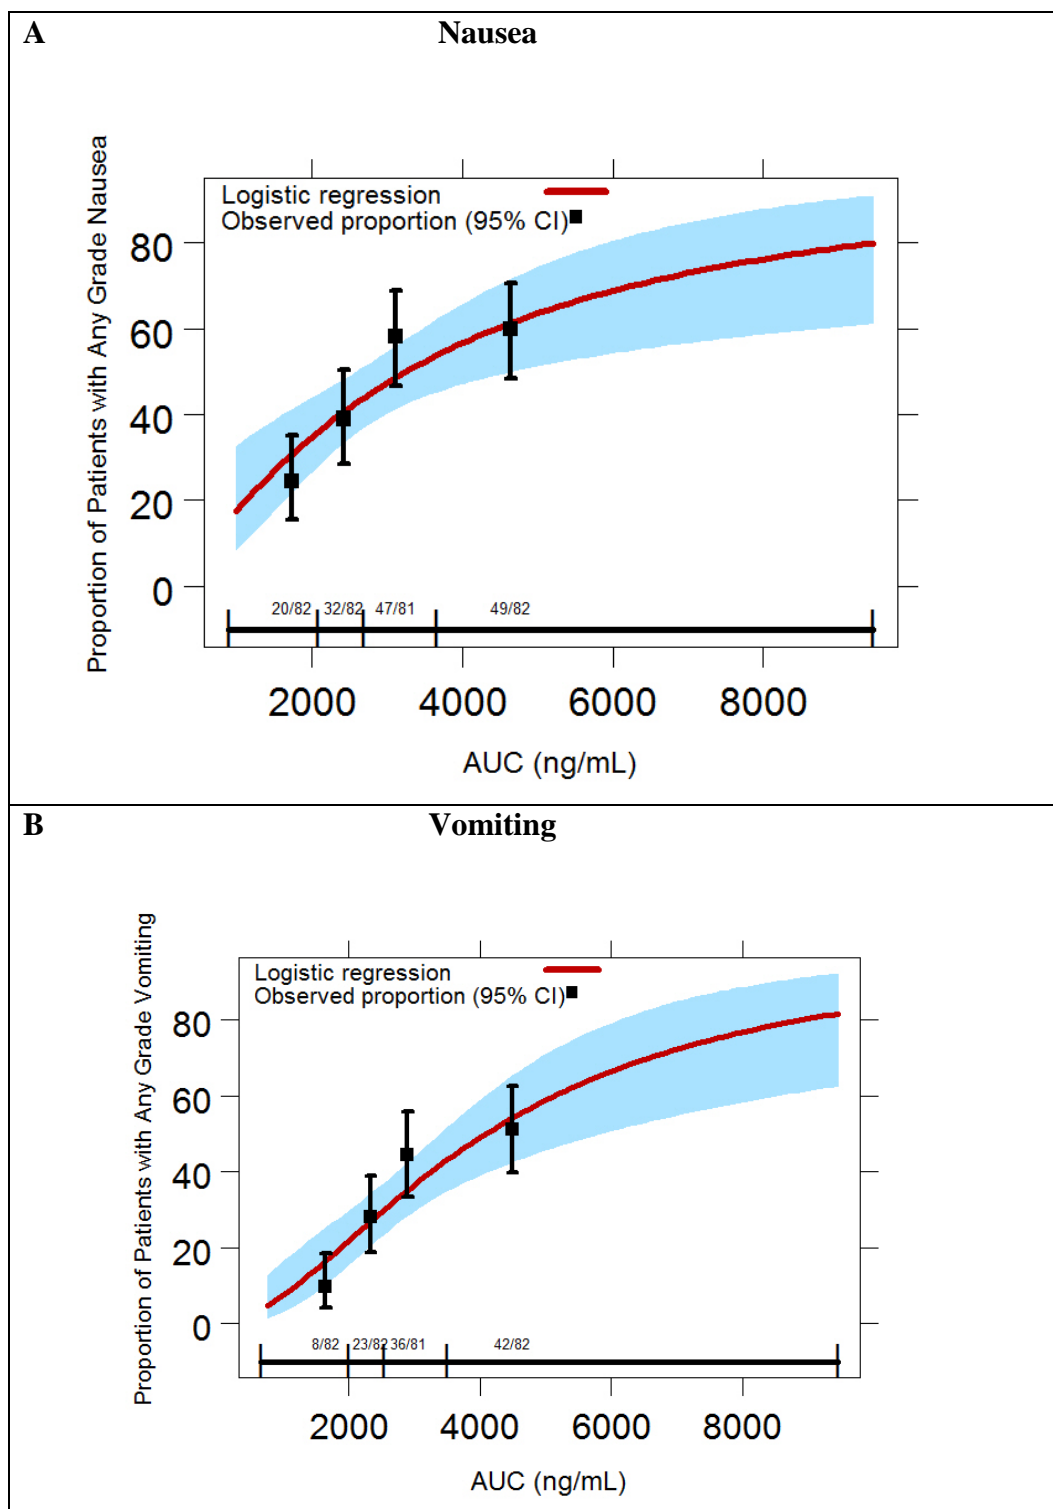 A
Nausea
Proportion of Patients with Any Grade Nausea
Logistic regression
Observed proportion (95% CI)
80
60
40
20
0
20/82 32/82 47/81 49/82
2000 4000 6000 8000
AUC (ng/mL)
B
Vomiting
Proportion of Patients with Any Grade Vomiting
Logistic regression
Observed proportion (95% CI)
80
60
40
20
0
8/82 23/82 36/81 42/82
2000 4000 6000 8000
AUC (ng/mL)